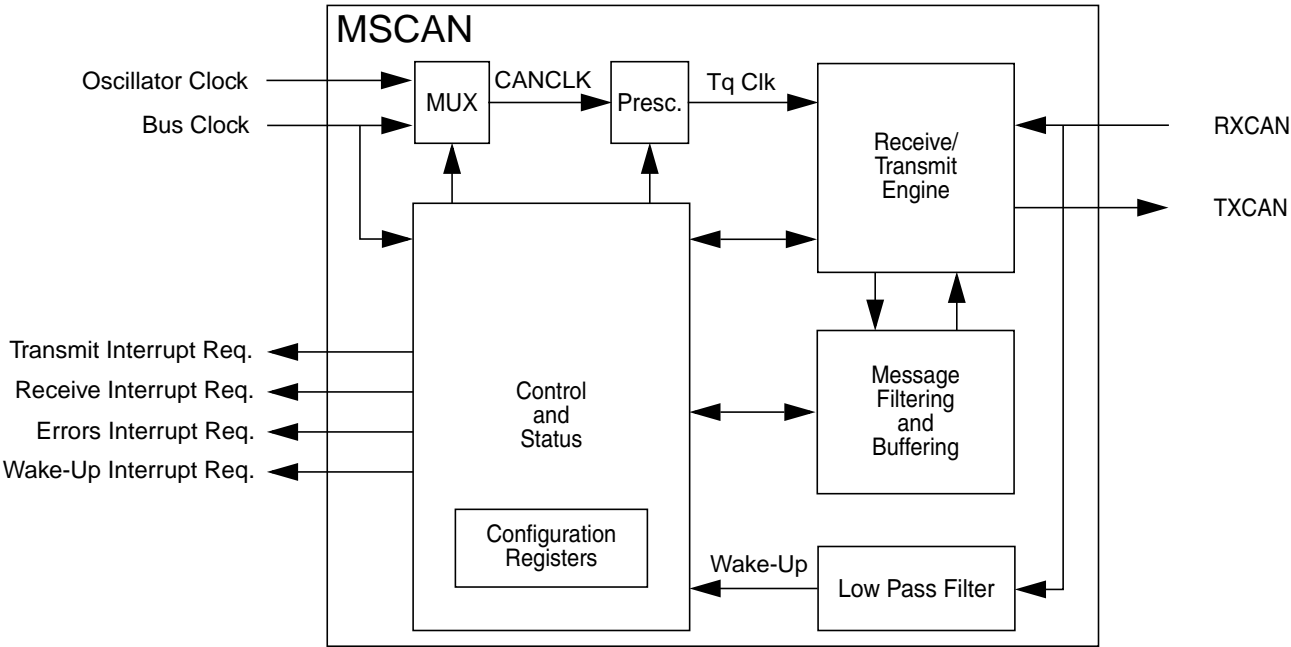 MSCAN
Oscillator Clock
MUX
CANCLK
Presc.
Tq Clk
Bus Clock
Receive/
Transmit
Engine
RXCAN
TXCAN
Transmit Interrupt Req.
Receive Interrupt Req.
Errors Interrupt Req.
Wake-Up Interrupt Req.
Control
and
Status
Message
Filtering
and
Buffering
Configuration
Registers
Wake-Up
Low Pass Filter